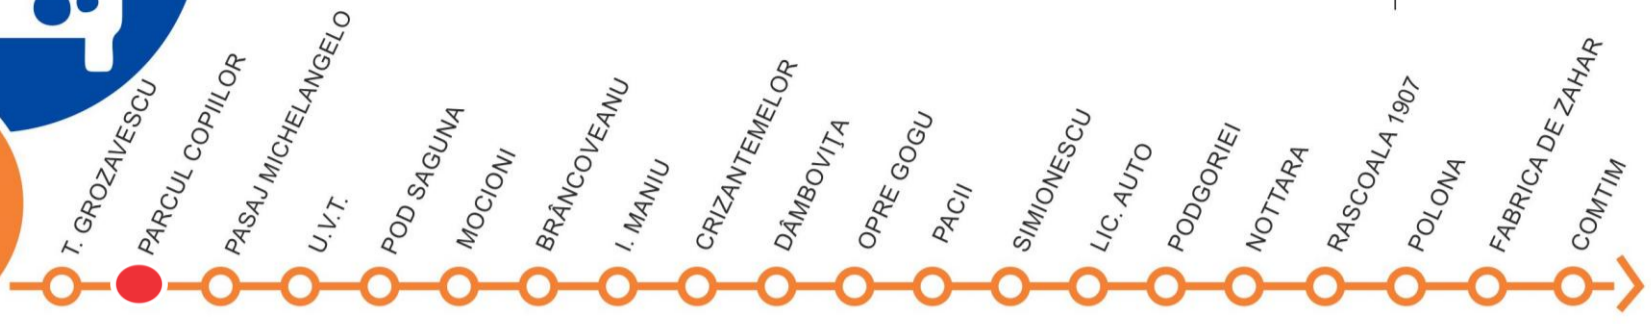 T. GROZAVESCU
PARCUL COPIILOR
PASAJ MICHELANGELO
U.V.T.
POD SAGUNA
MOCIONI
BRÂNCOVEANU
I. MANIU
CRIZANTEMELOR
DÂMBOVIŢA
OPRE GOGU
PACII
SIMIONESCU
LIC. AUTO
PODGORIEI
NOTTARA
RASCOALA 1907
POLONA
FABRICA DE ZAHAR
COMTIM